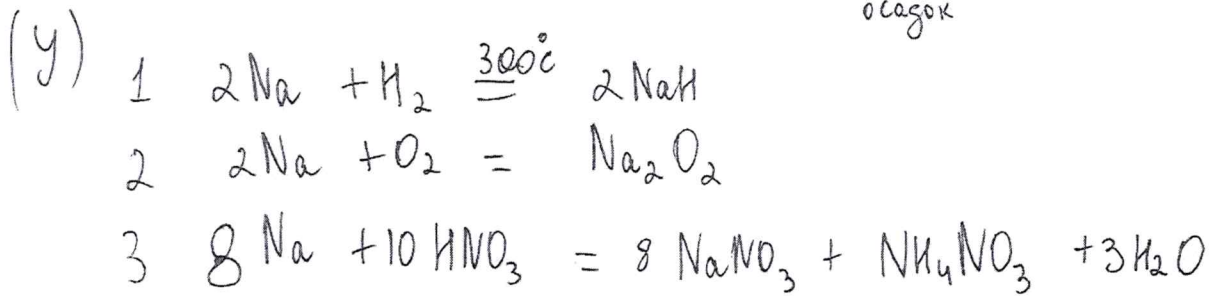 осадок
(У) 1 2Na + H₂ =300°C 2NaH
2 2Na + O₂ = Na₂O₂
3 8Na + 10HNO₃ = 8NaNO₃ + NH₄NO₃ + 3H₂O